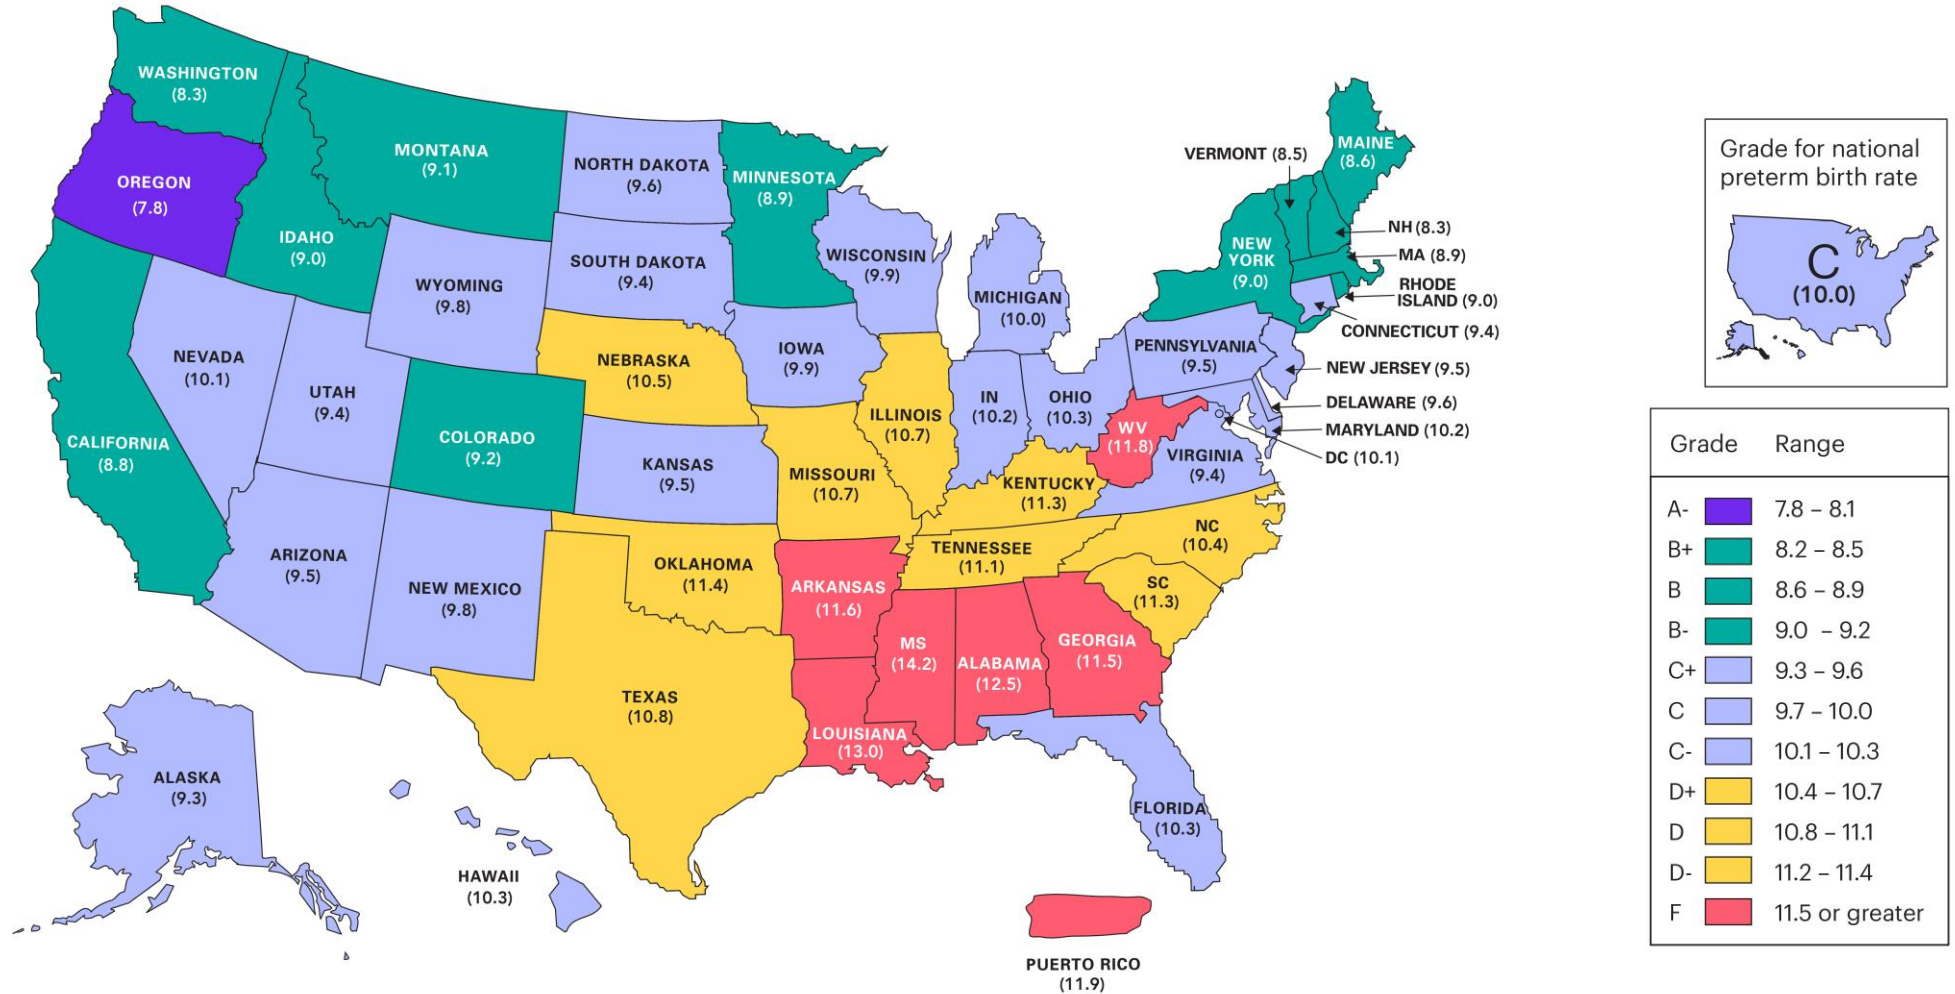 WASHINGTON
(8.3)
OREGON
(7.8)
CALIFORNIA
(8.8)
IDAHO
(9.0)
NEVADA
(10.1)
MONTANA
(9.1)
WYOMING
(9.8)
UTAH
(9.4)
COLORADO
(9.2)
ARIZONA
(9.5)
NEW MEXICO
(9.8)
NORTH DAKOTA
(9.6)
SOUTH DAKOTA
(9.4)
NEBRASKA
(10.5)
KANSAS
(9.5)
OKLAHOMA
(11.4)
TEXAS
(10.8)
MINNESOTA
(8.9)
IOWA
(9.9)
MISSOURI
(10.7)
ARKANSAS
(11.6)
LOUISIANA
(13.0)
WISCONSIN
(9.9)
ILLINOIS
(10.7)
MICHIGAN
(10.0)
IN
(10.2)
OHIO
(10.3)
KENTUCKY
(11.3)
TENNESSEE
(11.1)
MS
(14.2)
ALABAMA
(12.5)
GEORGIA
(11.5)
FLORIDA
(10.3)
SC
(11.3)
NC
(10.4)
VIRGINIA
(9.4)
WV
(11.8)
PENNSYLVANIA
(9.5)
NEW
YORK
(9.0)
VERMONT (8.5)
MAINE
(8.6)
NH (8.3)
MA (8.9)
RHODE
ISLAND (9.0)
CONNECTICUT (9.4)
NEW JERSEY (9.5)
DELAWARE (9.6)
MARYLAND (10.2)
DC (10.1)
ALASKA
(9.3)
HAWAII
(10.3)
PUERTO RICO
(11.9)
Grade for national
preterm birth rate
C
(10.0)
Grade Range
A- 7.8 – 8.1
B+ 8.2 – 8.5
B 8.6 – 8.9
B- 9.0 – 9.2
C+ 9.3 – 9.6
C 9.7 – 10.0
C- 10.1 – 10.3
D+ 10.4 – 10.7
D 10.8 – 11.1
D- 11.2 – 11.4
F 11.5 or greater